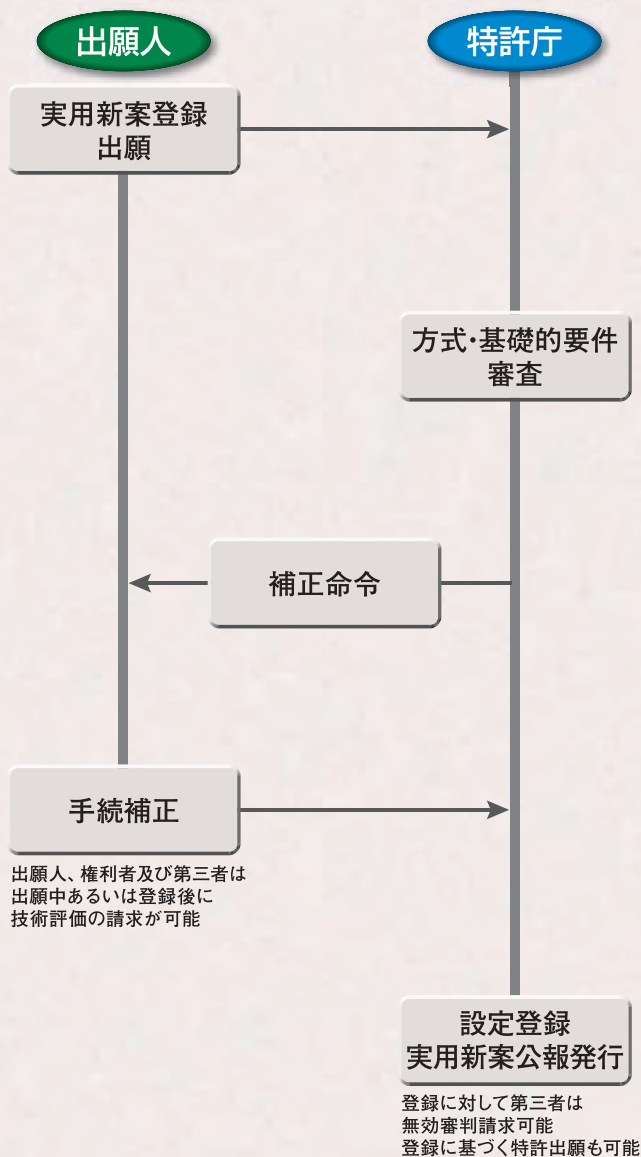 出願人
特許庁
実用新案登録
出願
方式・基礎的要件
審査
補正命令
手続補正
出願人、権利者及び第三者は
出願中あるいは登録後に
技術評価の請求が可能
設定登録
実用新案公報発行
登録に対して第三者は
無効審判請求可能
登録に基づく特許出願も可能